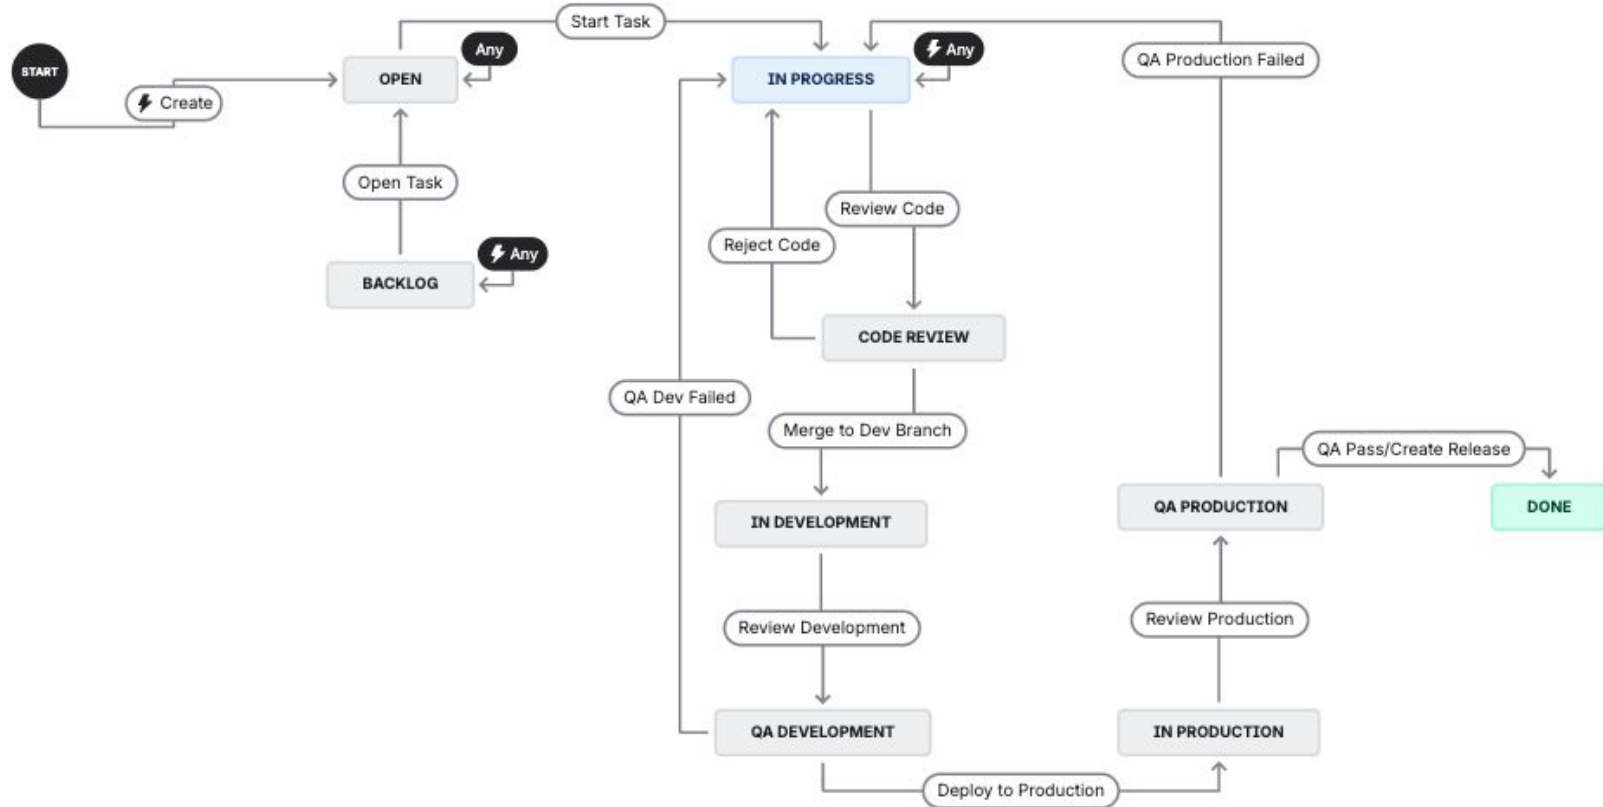 Start Task
START
OPEN
Any
IN PROGRESS
Any
QA Production Failed
Create
Open Task
Review Code
Reject Code
Any
BACKLOG
CODE REVIEW
QA Dev Failed
Merge to Dev Branch
QA Pass/Create Release
IN DEVELOPMENT
QA PRODUCTION
DONE
Review Development
Review Production
QA DEVELOPMENT
IN PRODUCTION
Deploy to Production